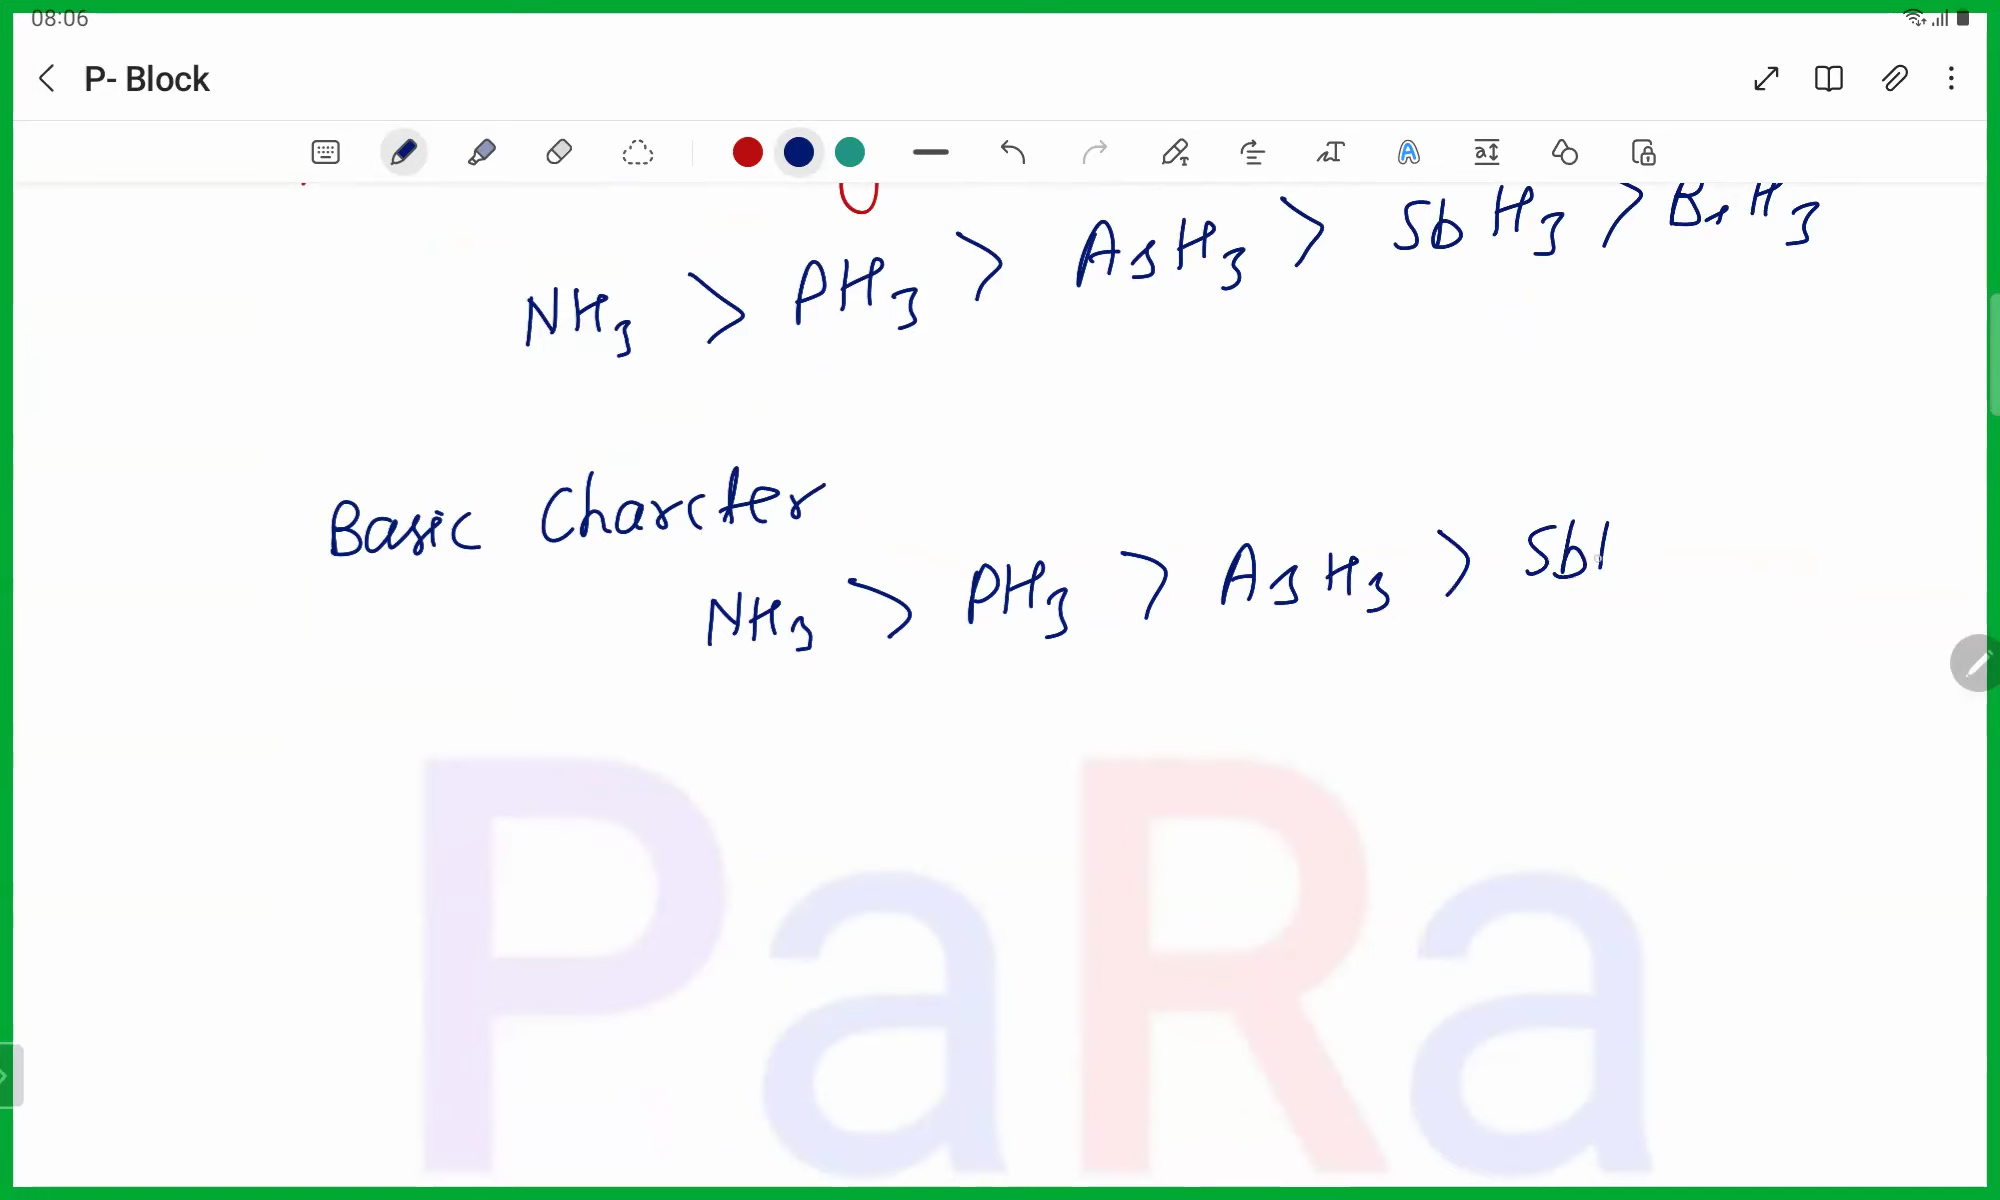 08:06
P- Block
NH3 > PH3 > AsH3 > SbH3 > BiH3
Basic Charcter
NH3 > PH3 > AsH3 > Sb
PaRa